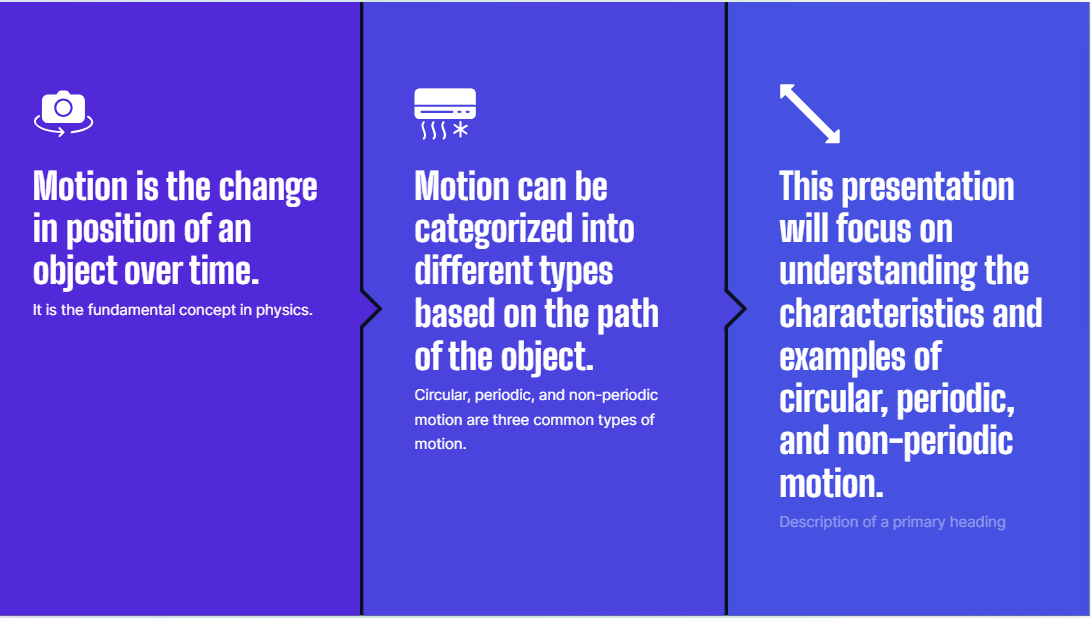 Motion is the change
in position of an
object over time.
It is the fundamental concept in physics.
Motion can be
categorized into
different types
based on the path
of the object.
Circular, periodic, and non-periodic
motion are three common types of
motion.
This presentation
will focus on
understanding the
characteristics and
examples of
circular, periodic,
and non-periodic
motion.
Description of a primary heading